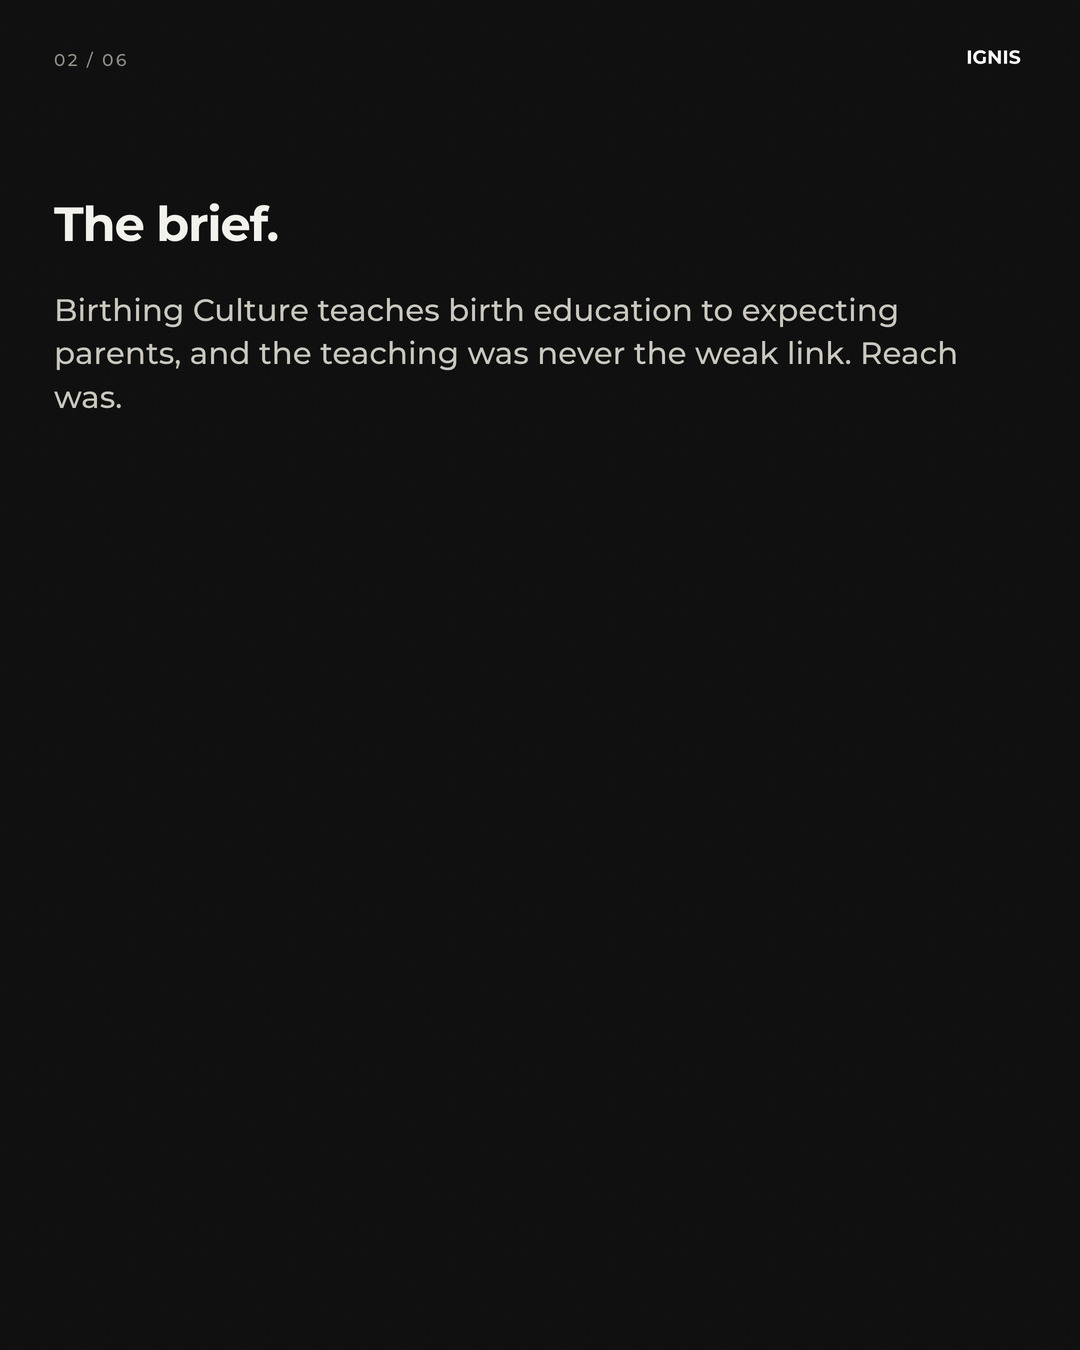 02 / 06
IGNIS
The brief.
Birthing Culture teaches birth education to expecting
parents, and the teaching was never the weak link. Reach
was.